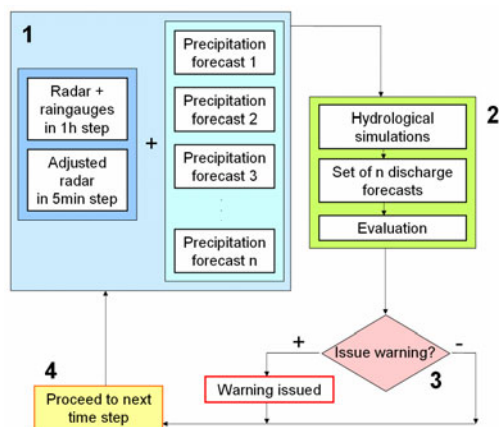 1
Radar +
raingauges
in 1h step
Adjusted
radar
in 5min step
+
Precipitation
forecast 1
Precipitation
forecast 2
Precipitation
forecast 3
Precipitation
forecast n
2
Hydrological
simulations
Set of n discharge
forecasts
Evaluation
Issue warning?
+
-
3
Warning issued
4
Proceed to next
time step